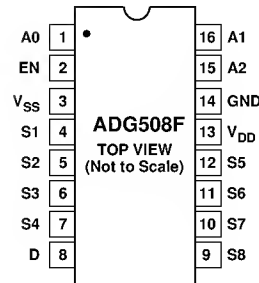 A0 1 16 A1
EN 2 15 A2
VSS 3 14 GND
S1 4 ADG508F 13 VDD
S2 5 TOP VIEW 12 S5
S3 6 (Not to Scale) 11 S6
S4 7 10 S7
D 8 9 S8